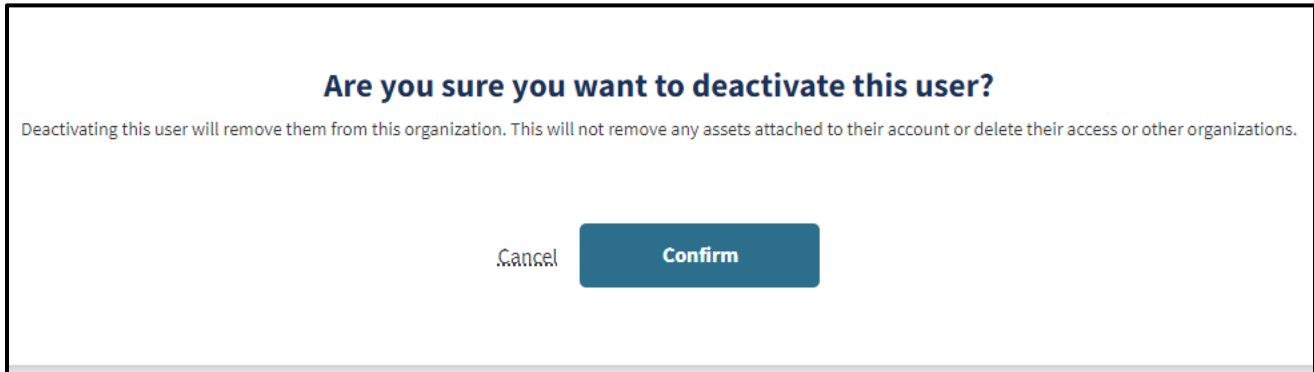 Are you sure you want to deactivate this user?
Deactivating this user will remove them from this organization. This will not remove any assets attached to their account or delete their access or other organizations.
Cancel
Confirm